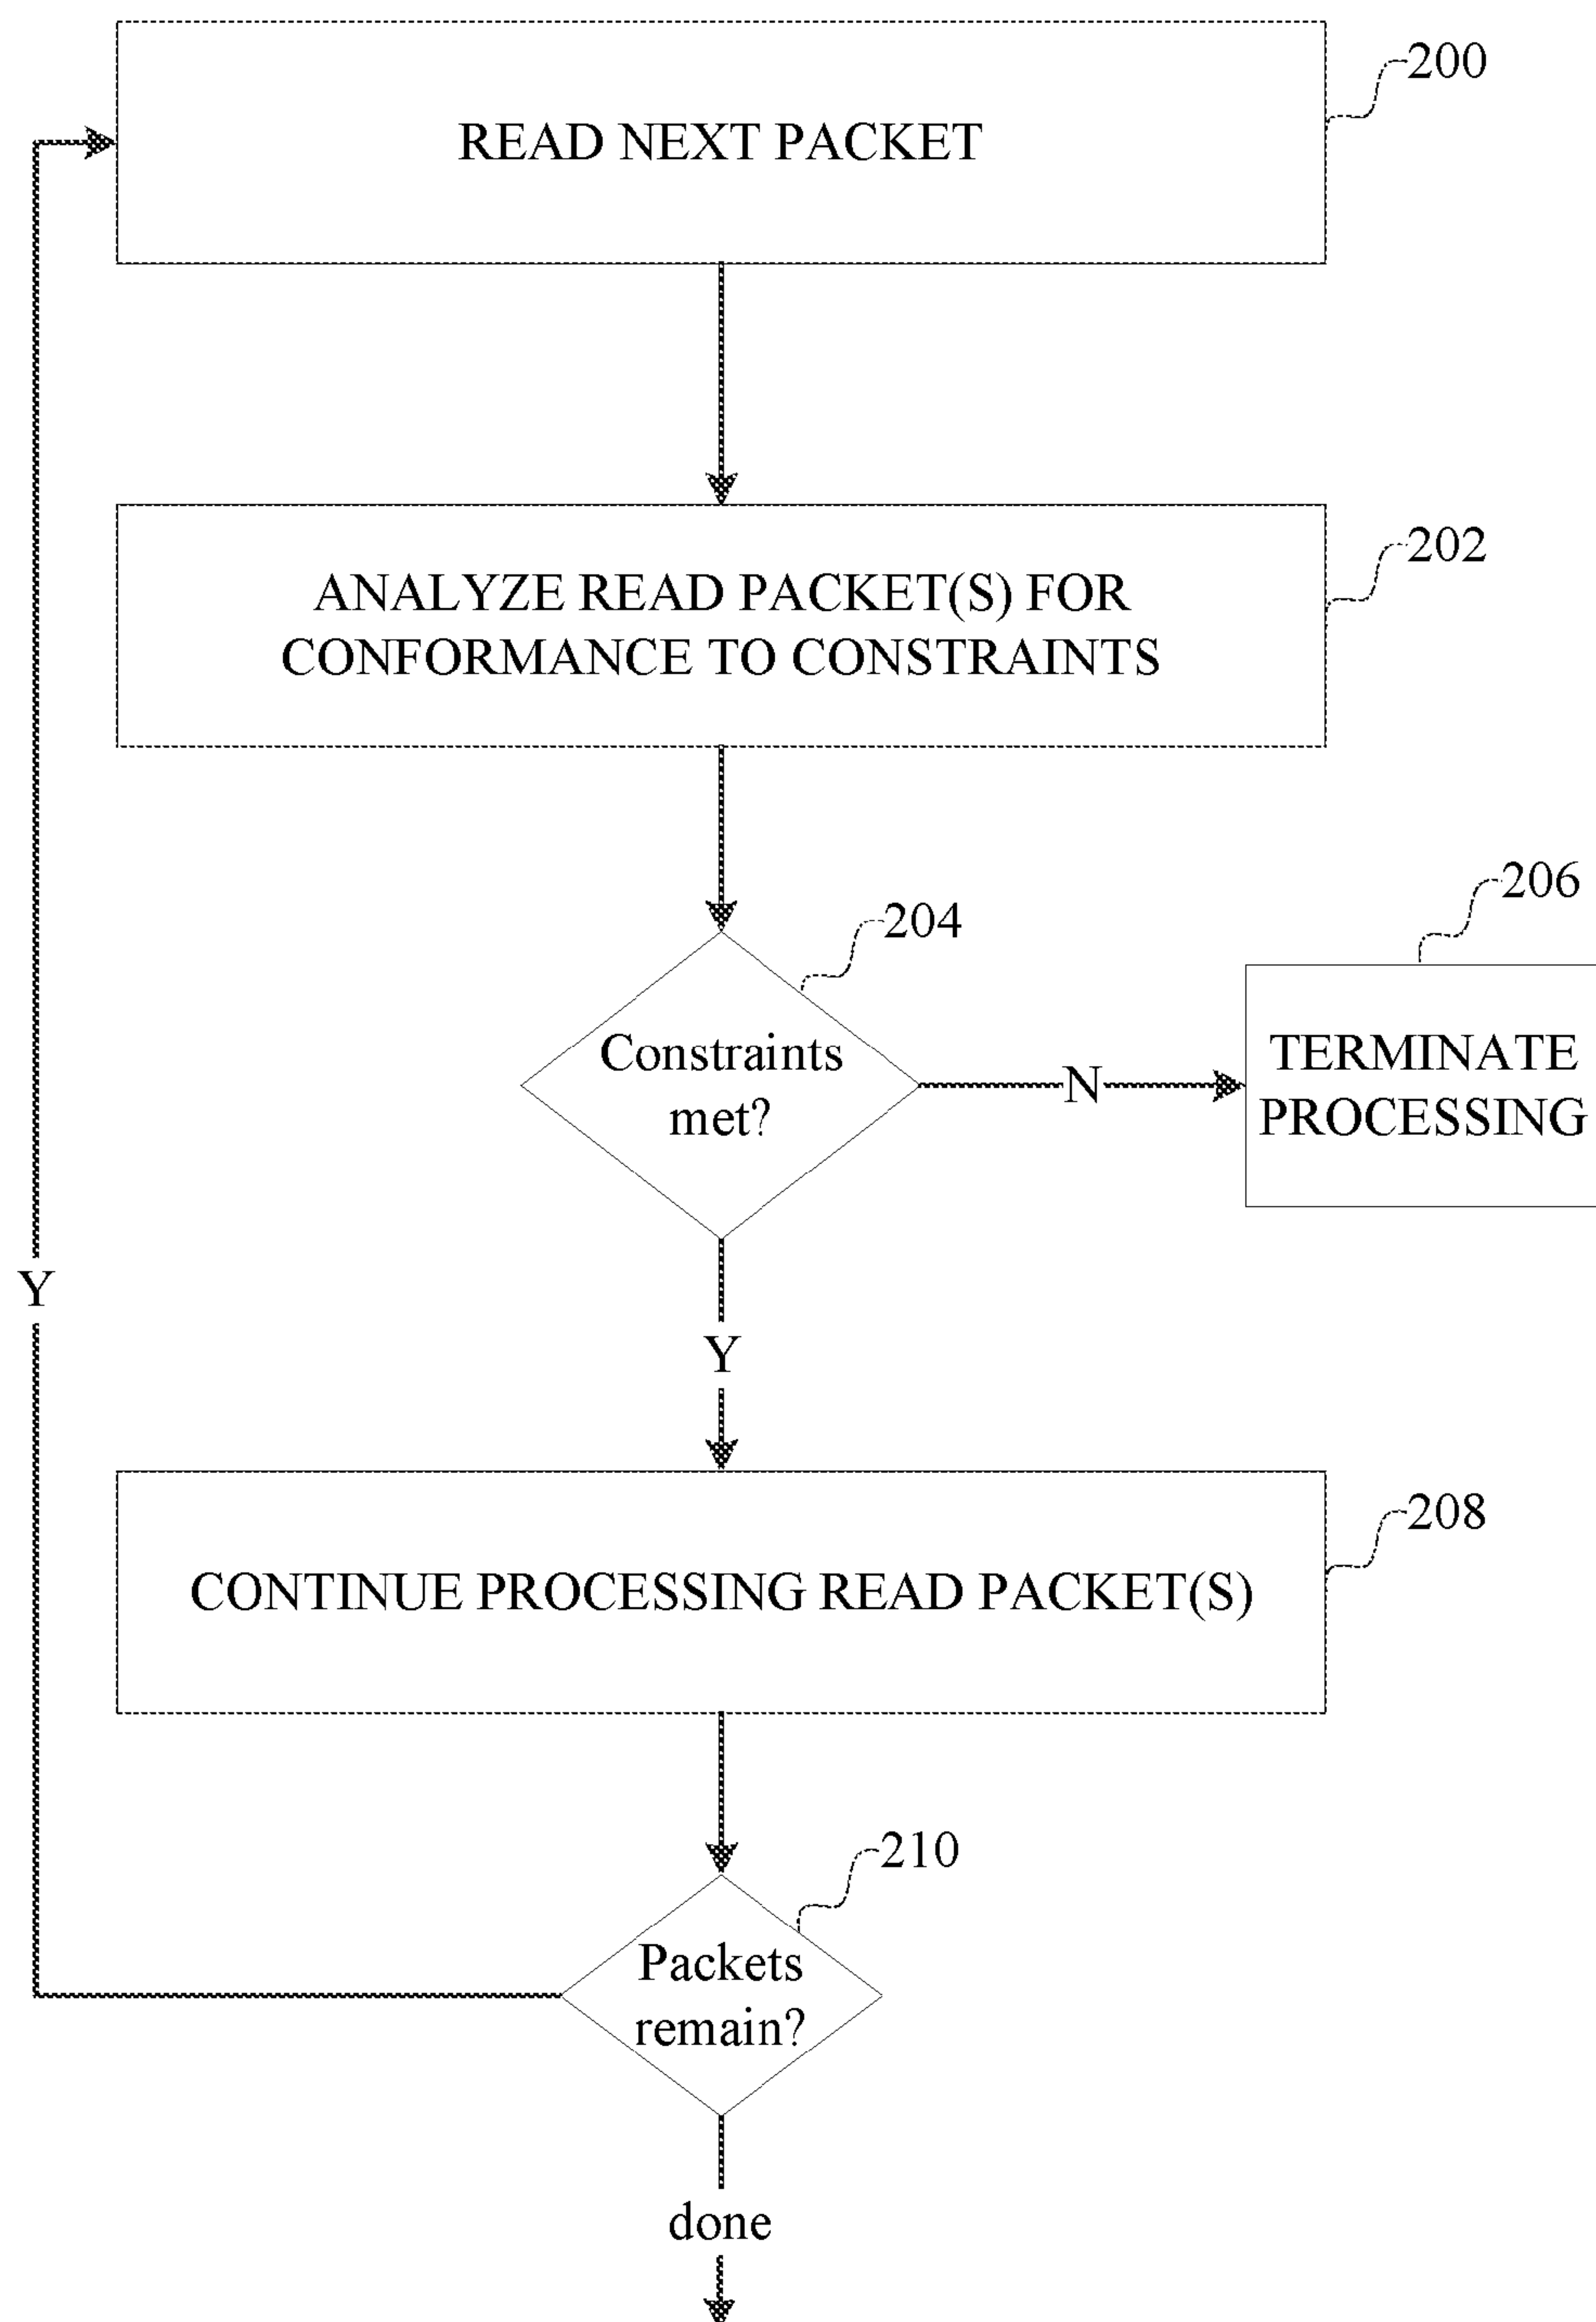 200
READ NEXT PACKET
202
ANALYZE READ PACKET(S) FOR
CONFORMANCE TO CONSTRAINTS
206
204
Constraints
met?
N
TERMINATE
PROCESSING
Y
Y
208
CONTINUE PROCESSING READ PACKET(S)
210
Packets
remain?
done